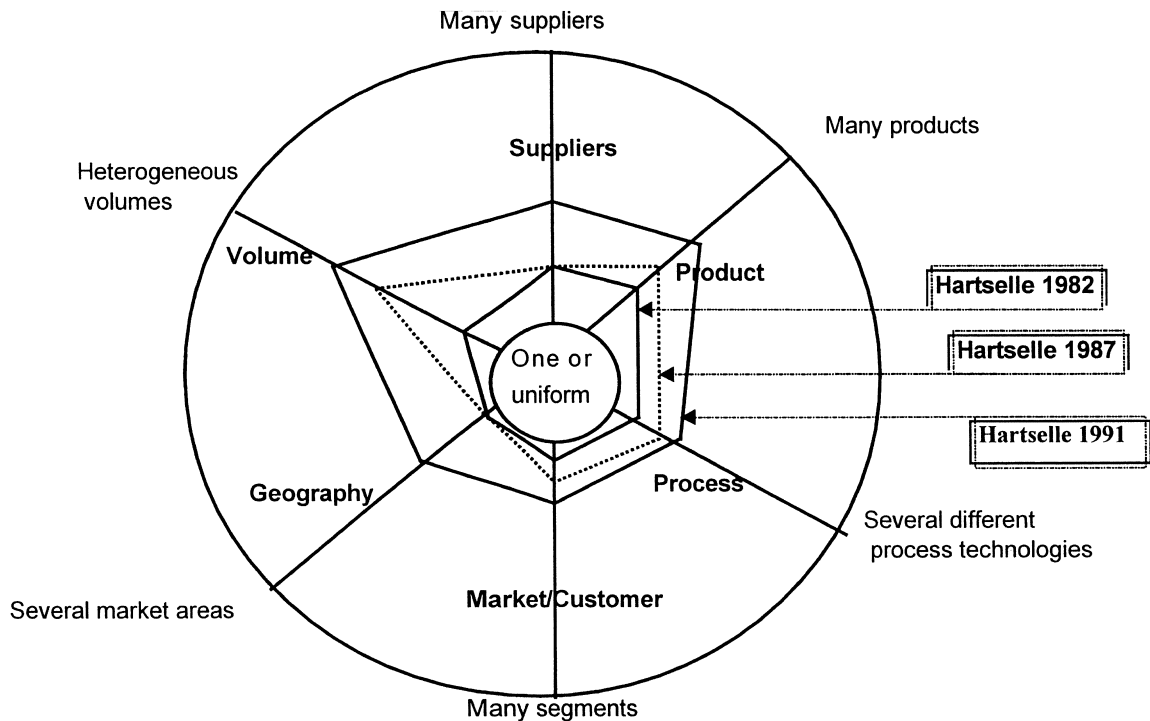 Many suppliers
Many products
Suppliers
Heterogeneous
volumes
Volume
Product
Hartselle 1982
Hartselle 1987
One or
uniform
Hartselle 1991
Geography
Process
Several different
process technologies
Several market areas
Market/Customer
Many segments